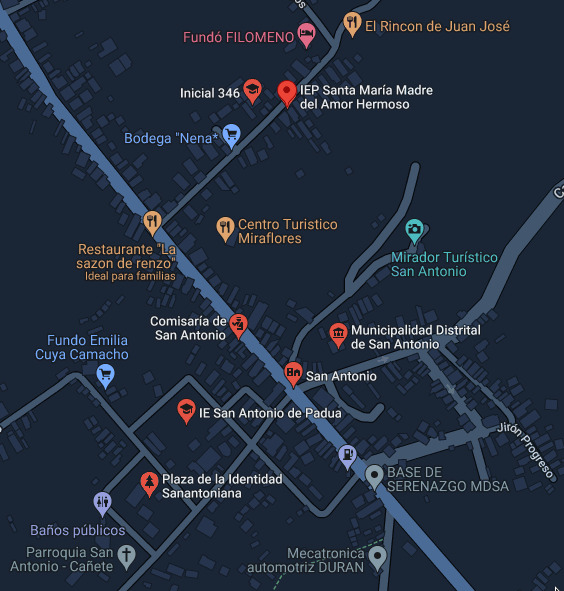 El Rincon de Juan José
Fundó FILOMENO
Inicial 346
IEP Santa María Madre
del Amor Hermoso
Bodega "Nena*
Centro Turistico
Miraflores
Restaurante "La
sazon de renzo"
Ideal para familias
Mirador Turístico
San Antonio
Comisaría de
San Antonio
Municipalidad Distrital
de San Antonio
Fundo Emilia
Cuya Camacho
San Antonio
IE San Antonio de Padua
Jirón Progreso
BASE DE
SERENAZGO MDSA
Plaza de la Identidad
Sanantoniana
Baños públicos
Parroquia San
Antonio - Cañete
Mecatronica
automotriz DURAN